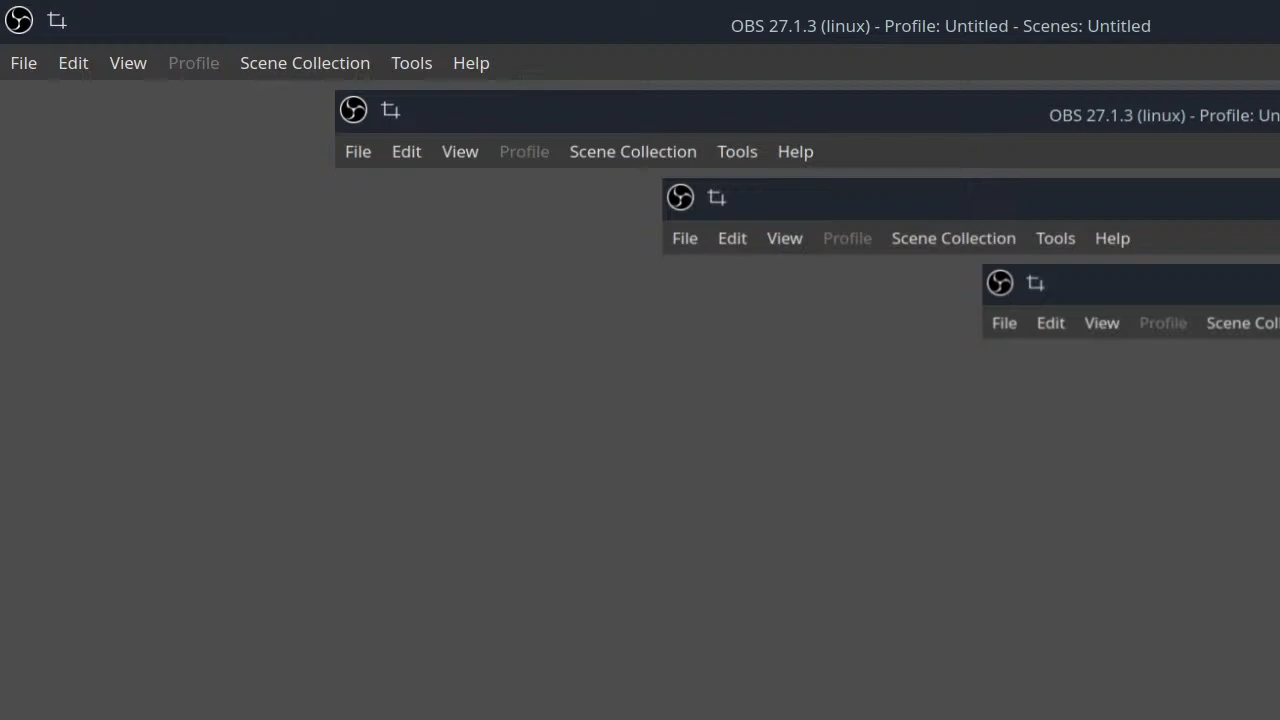 OBS 27.1.3 (linux) - Profile: Untitled - Scenes: Untitled
File Edit View Profile Scene Collection Tools Help
OBS 27.1.3 (linux) - Profile: Un
File Edit View Profile Scene Collection Tools Help
File Edit View Profile Scene Collection Tools Help
File Edit View Profile Scene Col